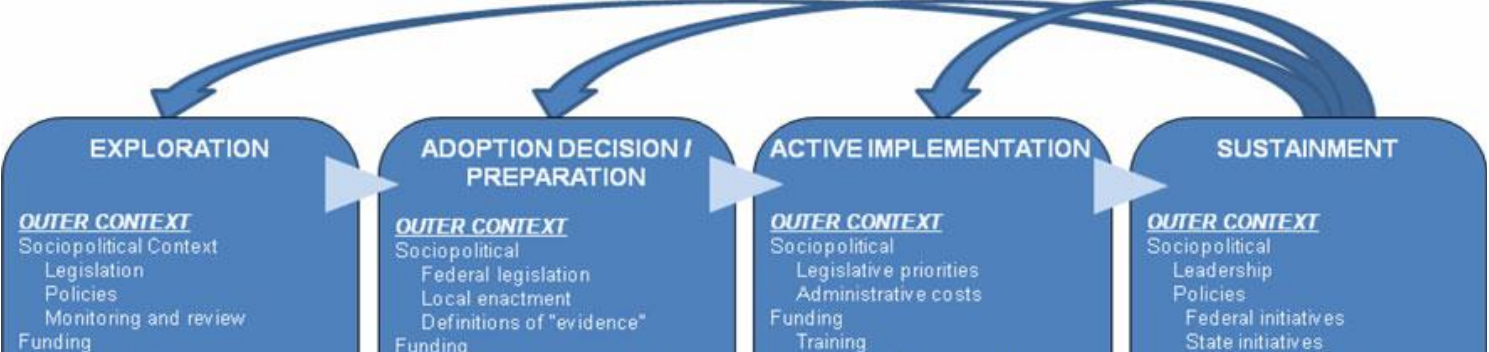 EXPLORATION
OUTER CONTEXT
Sociopolitical Context
Legislation
Policies
Monitoring and review
Funding
ADOPTION DECISION /
PREPARATION
OUTER CONTEXT
Sociopolitical
Federal legislation
Local enactment
Definitions of "evidence"
Funding
ACTIVE IMPLEMENTATION
OUTER CONTEXT
Sociopolitical
Legislative priorities
Administrative costs
Funding
Training
SUSTAINMENT
OUTER CONTEXT
Sociopolitical
Leadership
Policies
Federal initiatives
State initiatives